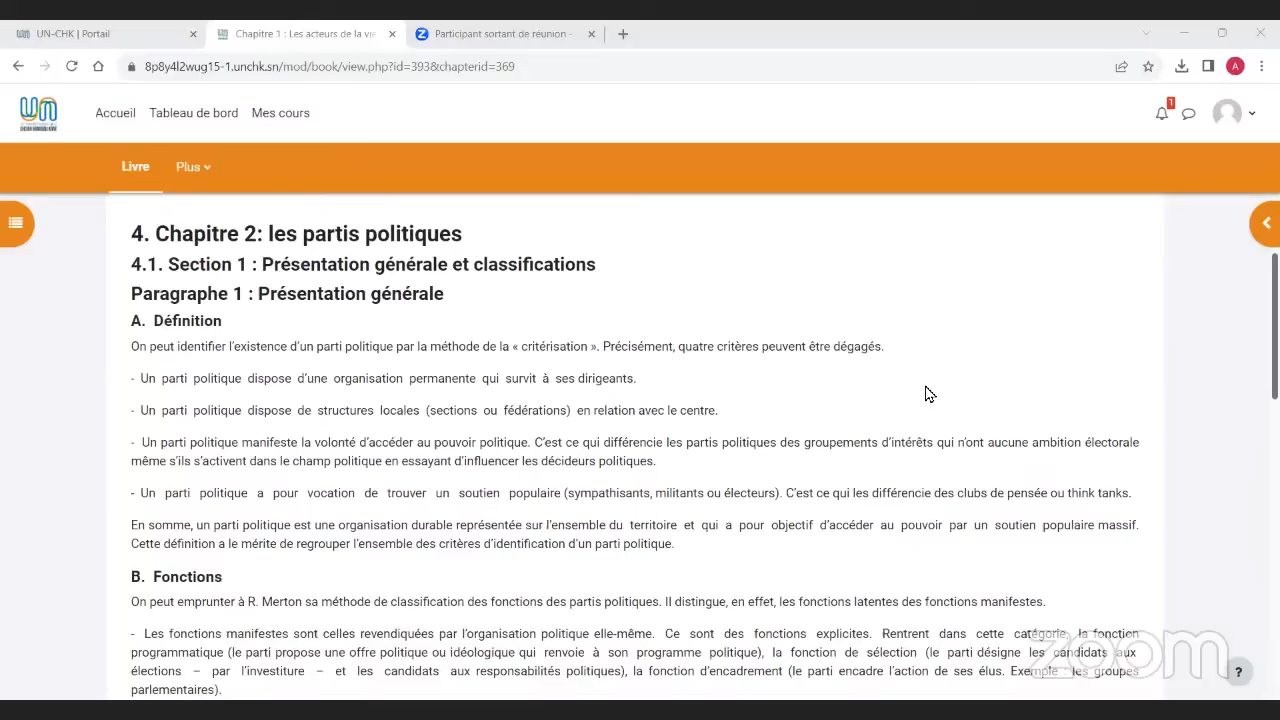 UN-CHK | Portail
Chapitre 1 : Les acteurs de la vie
Participant sortant de réunion -
8p8y4l2wug15-1.unchk.sn/mod/book/view.php?id=393&chapterid=369
A
Accueil Tableau de bord Mes cours
1
Livre Plus
4. Chapitre 2: les partis politiques
4.1. Section 1 : Présentation générale et classifications
Paragraphe 1 : Présentation générale
A. Définition
On peut identifier l'existence d'un parti politique par la méthode de la « critérisation ». Précisément, quatre critères peuvent être dégagés.
- Un parti politique dispose d'une organisation permanente qui survit à ses dirigeants.
- Un parti politique dispose de structures locales (sections ou fédérations) en relation avec le centre.
- Un parti politique manifeste la volonté d'accéder au pouvoir politique. C'est ce qui différencie les partis politiques des groupements d'intérêts qui n'ont aucune ambition électorale
même s'ils s'activent dans le champ politique en essayant d'influencer les décideurs politiques.
- Un parti politique a pour vocation de trouver un soutien populaire (sympathisants, militants ou électeurs). C'est ce qui les différencie des clubs de pensée ou think tanks.
En somme, un parti politique est une organisation durable représentée sur l'ensemble du territoire et qui a pour objectif d'accéder au pouvoir par un soutien populaire massif.
Cette définition a le mérite de regrouper l'ensemble des critères d'identification d'un parti politique.
B. Fonctions
On peut emprunter à R. Merton sa méthode de classification des fonctions des partis politiques. Il distingue, en effet, les fonctions latentes des fonctions manifestes.
- Les fonctions manifestes sont celles revendiquées par l'organisation politique elle-même. Ce sont des fonctions explicites. Rentrent dans cette catégorie, la fonction
programmatique (le parti propose une offre politique ou idéologique qui renvoie à son programme politique), la fonction de sélection (le parti désigne les candidats aux
élections – par l'investiture – et les candidats aux responsabilités politiques), la fonction d'encadrement (le parti encadre l'action de ses élus. Exemple : les groupes
parlementaires).
zoom
?